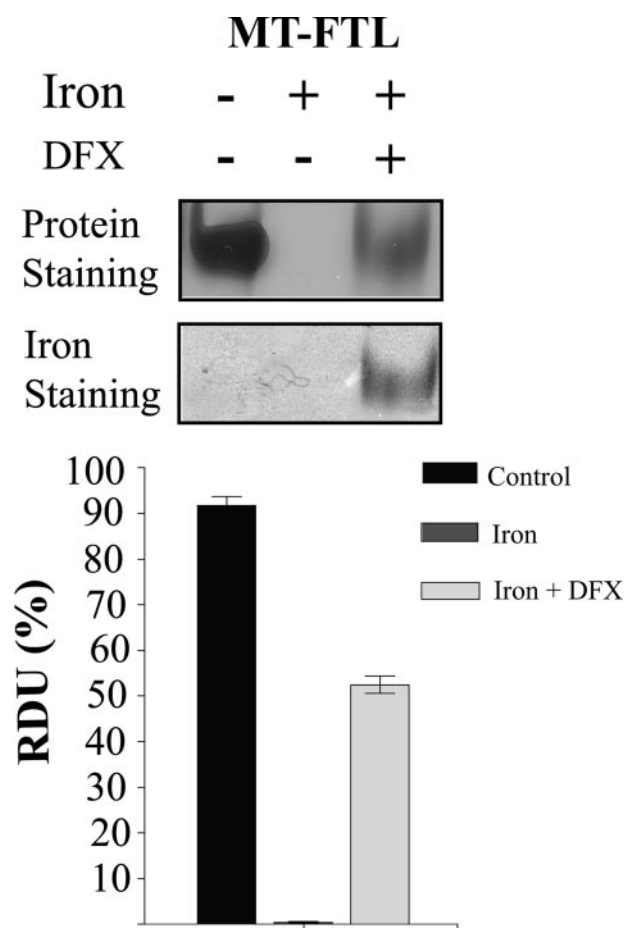 MT-FTL
Iron - + +
DFX - - +
Protein
Staining
Iron
Staining
100
90
80
70
60
50
40
30
20
10
RDU (%)
Control
Iron
Iron + DFX